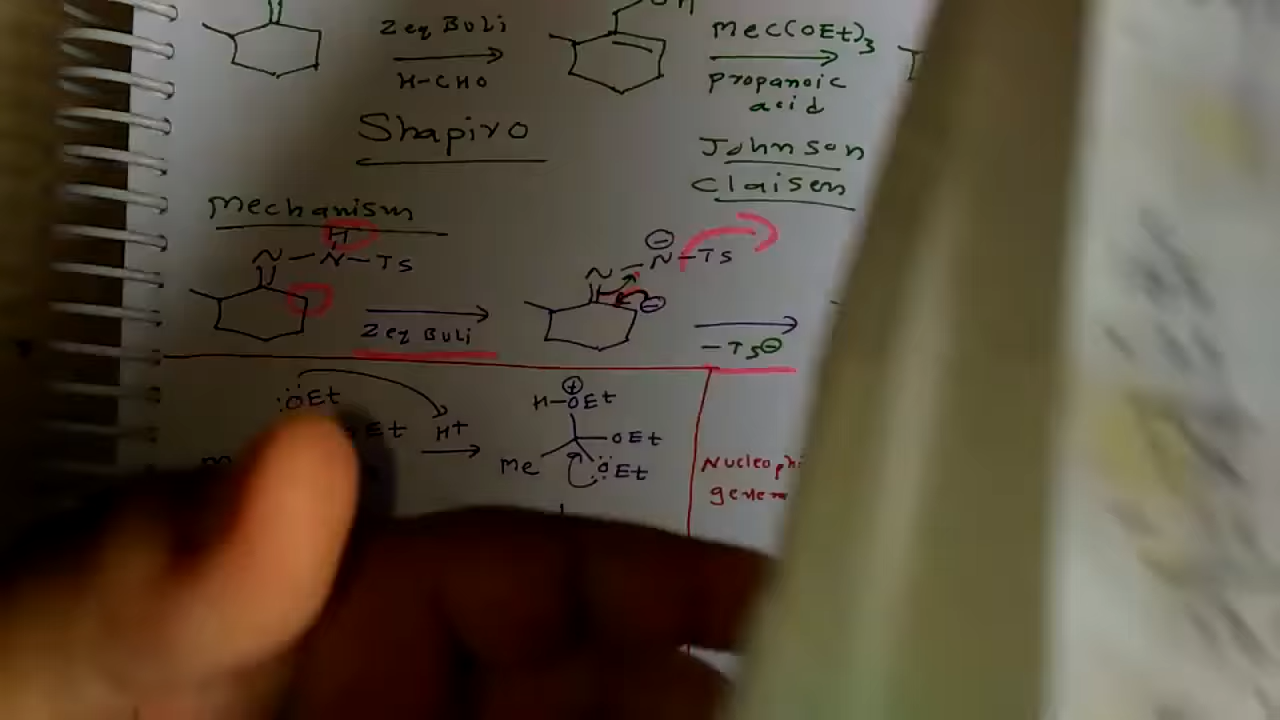 2eq BuLi
H-CHO
Shapiro
MeC(OEt)3
propanoic
acid
Johnson
Claisen
Mechanism
H
N-N-Ts
2eq BuLi
⊖
N-N-Ts
⊖
-Ts⊖
:ÖEt
OEt
H+
⊕
H-OEt
OEt
Me
:ÖEt